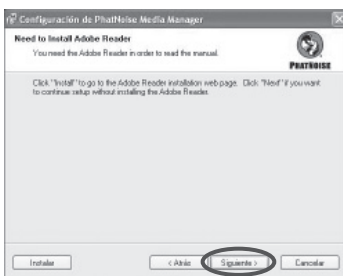 Configuración de PhatNoise Media Manager
Need to Install Adobe Reader
You need the Adobe Reader in order to read the manual.
PHATNOISE
Click "Install" to go to the Adobe Reader installation web page. Click "Next" if you want
to continue setup without installing the Adobe Reader.
Instalar
< Atrás
Siguiente >
Cancelar